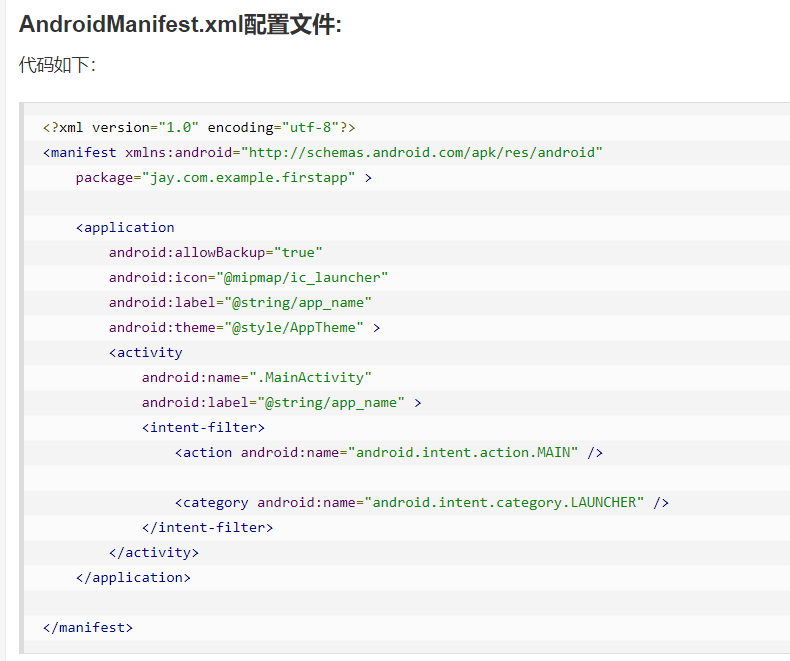 AndroidManifest.xml配置文件:
代码如下:
<?xml version="1.0" encoding="utf-8"?>
<manifest xmlns:android="http://schemas.android.com/apk/res/android"
    package="jay.com.example.firstapp" >
    <application
        android:allowBackup="true"
        android:icon="@mipmap/ic_launcher"
        android:label="@string/app_name"
        android:theme="@style/AppTheme" >
        <activity
            android:name=".MainActivity"
            android:label="@string/app_name" >
            <intent-filter>
                <action android:name="android.intent.action.MAIN" />
                <category android:name="android.intent.category.LAUNCHER" />
            </intent-filter>
        </activity>
    </application>
</manifest>